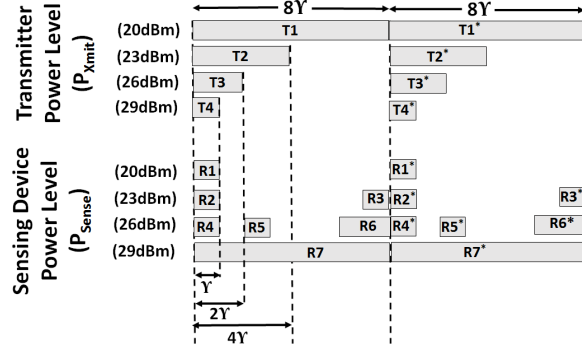 8ϒ 8ϒ
Transmitter Power Level (P_Xmit)
(20dBm) T1 T1*
(23dBm) T2 T2*
(26dBm) T3 T3*
(29dBm) T4 T4*
Sensing Device Power Level (P_Sense)
(20dBm) R1 R1*
(23dBm) R2 R3 R2* R3*
(26dBm) R4 R5 R6 R4* R5* R6*
(29dBm) R7 R7*
ϒ
2ϒ
4ϒ